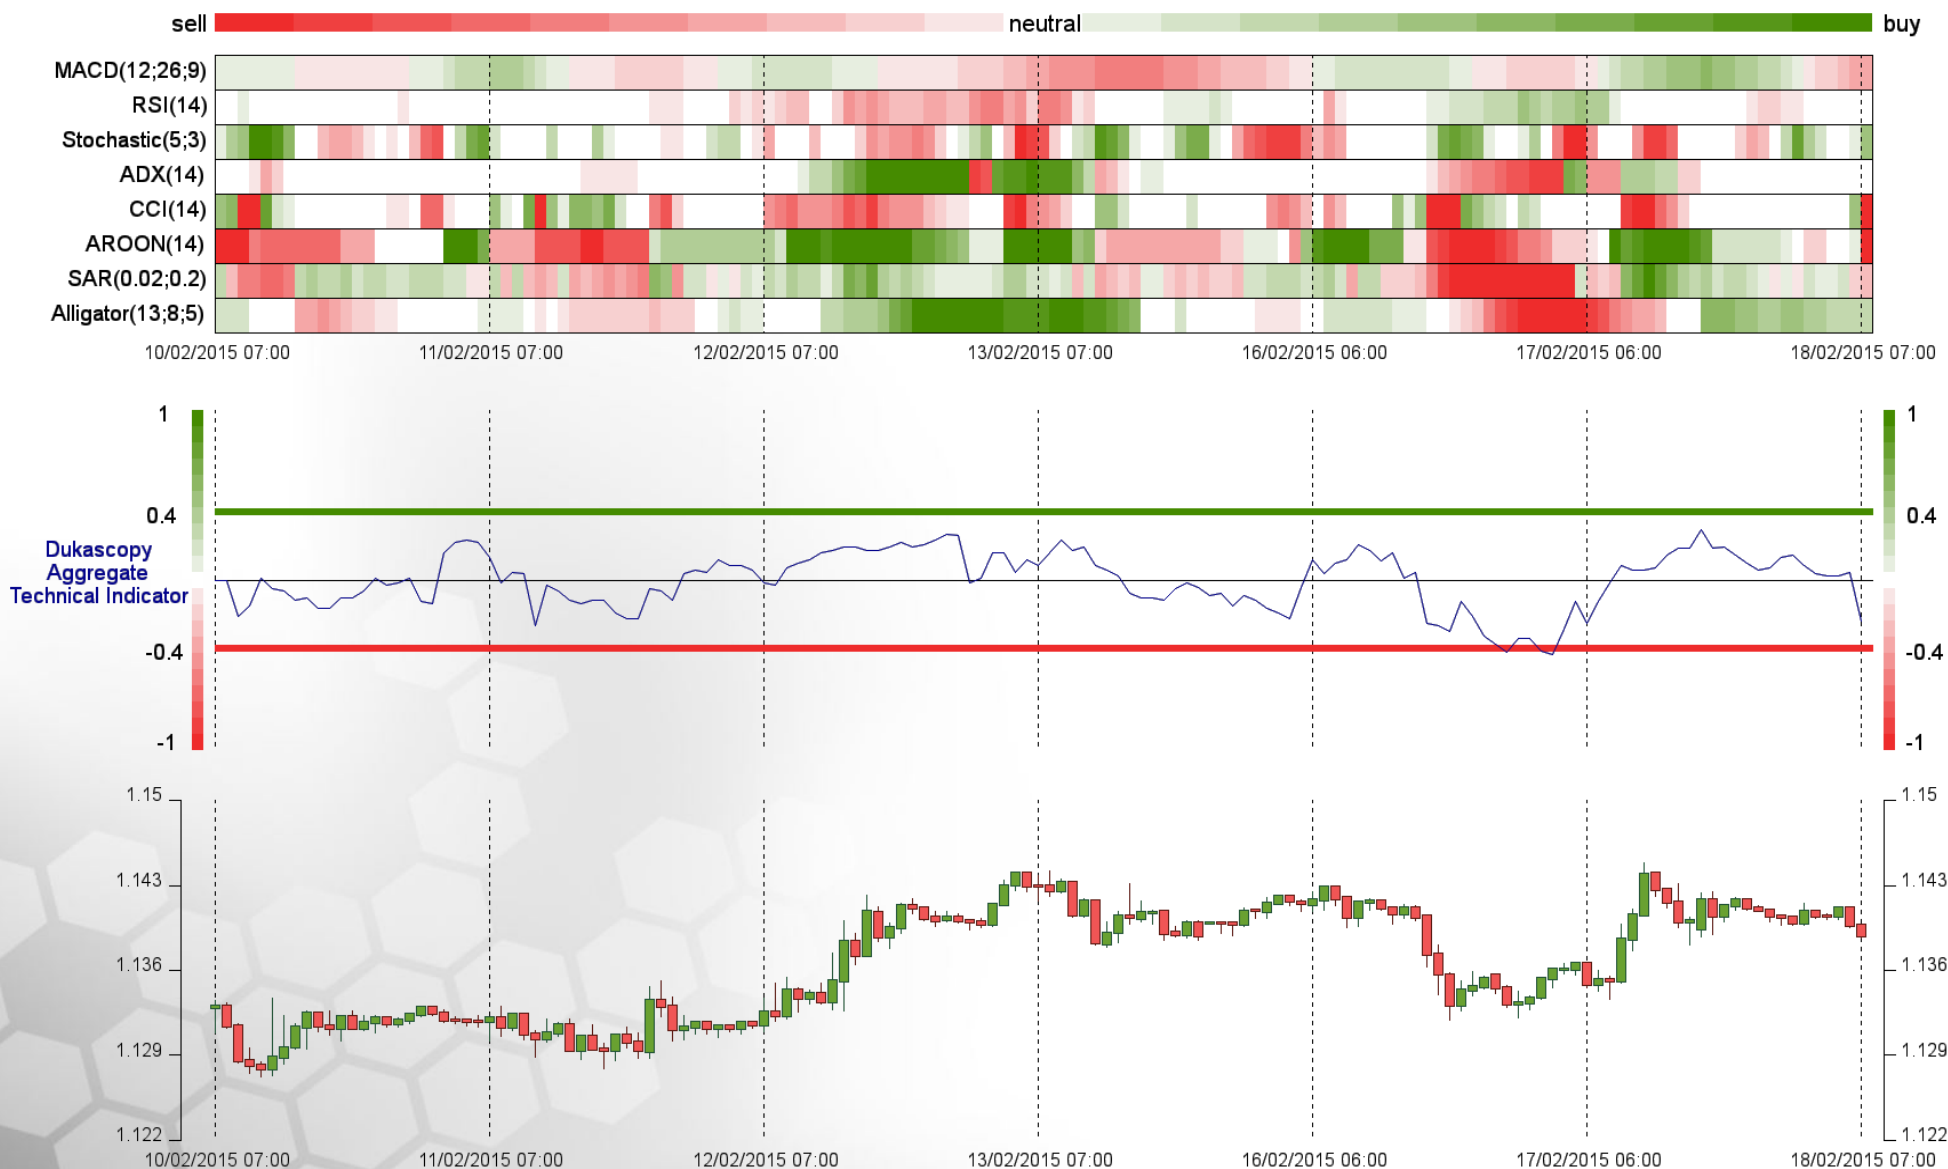 sell neutral buy
MACD(12;26;9)
RSI(14)
Stochastic(5;3)
ADX(14)
CCI(14)
AROON(14)
SAR(0.02;0.2)
Alligator(13;8;5)
10/02/2015 07:00 11/02/2015 07:00 12/02/2015 07:00 13/02/2015 07:00 16/02/2015 06:00 17/02/2015 06:00 18/02/2015 07:00
1 1
0.4 0.4
Dukascopy
Aggregate
Technical Indicator
-0.4 -0.4
-1 -1
1.15 1.15
1.143 1.143
1.136 1.136
1.129 1.129
1.122 1.122
10/02/2015 07:00 11/02/2015 07:00 12/02/2015 07:00 13/02/2015 07:00 16/02/2015 06:00 17/02/2015 06:00 18/02/2015 07:00